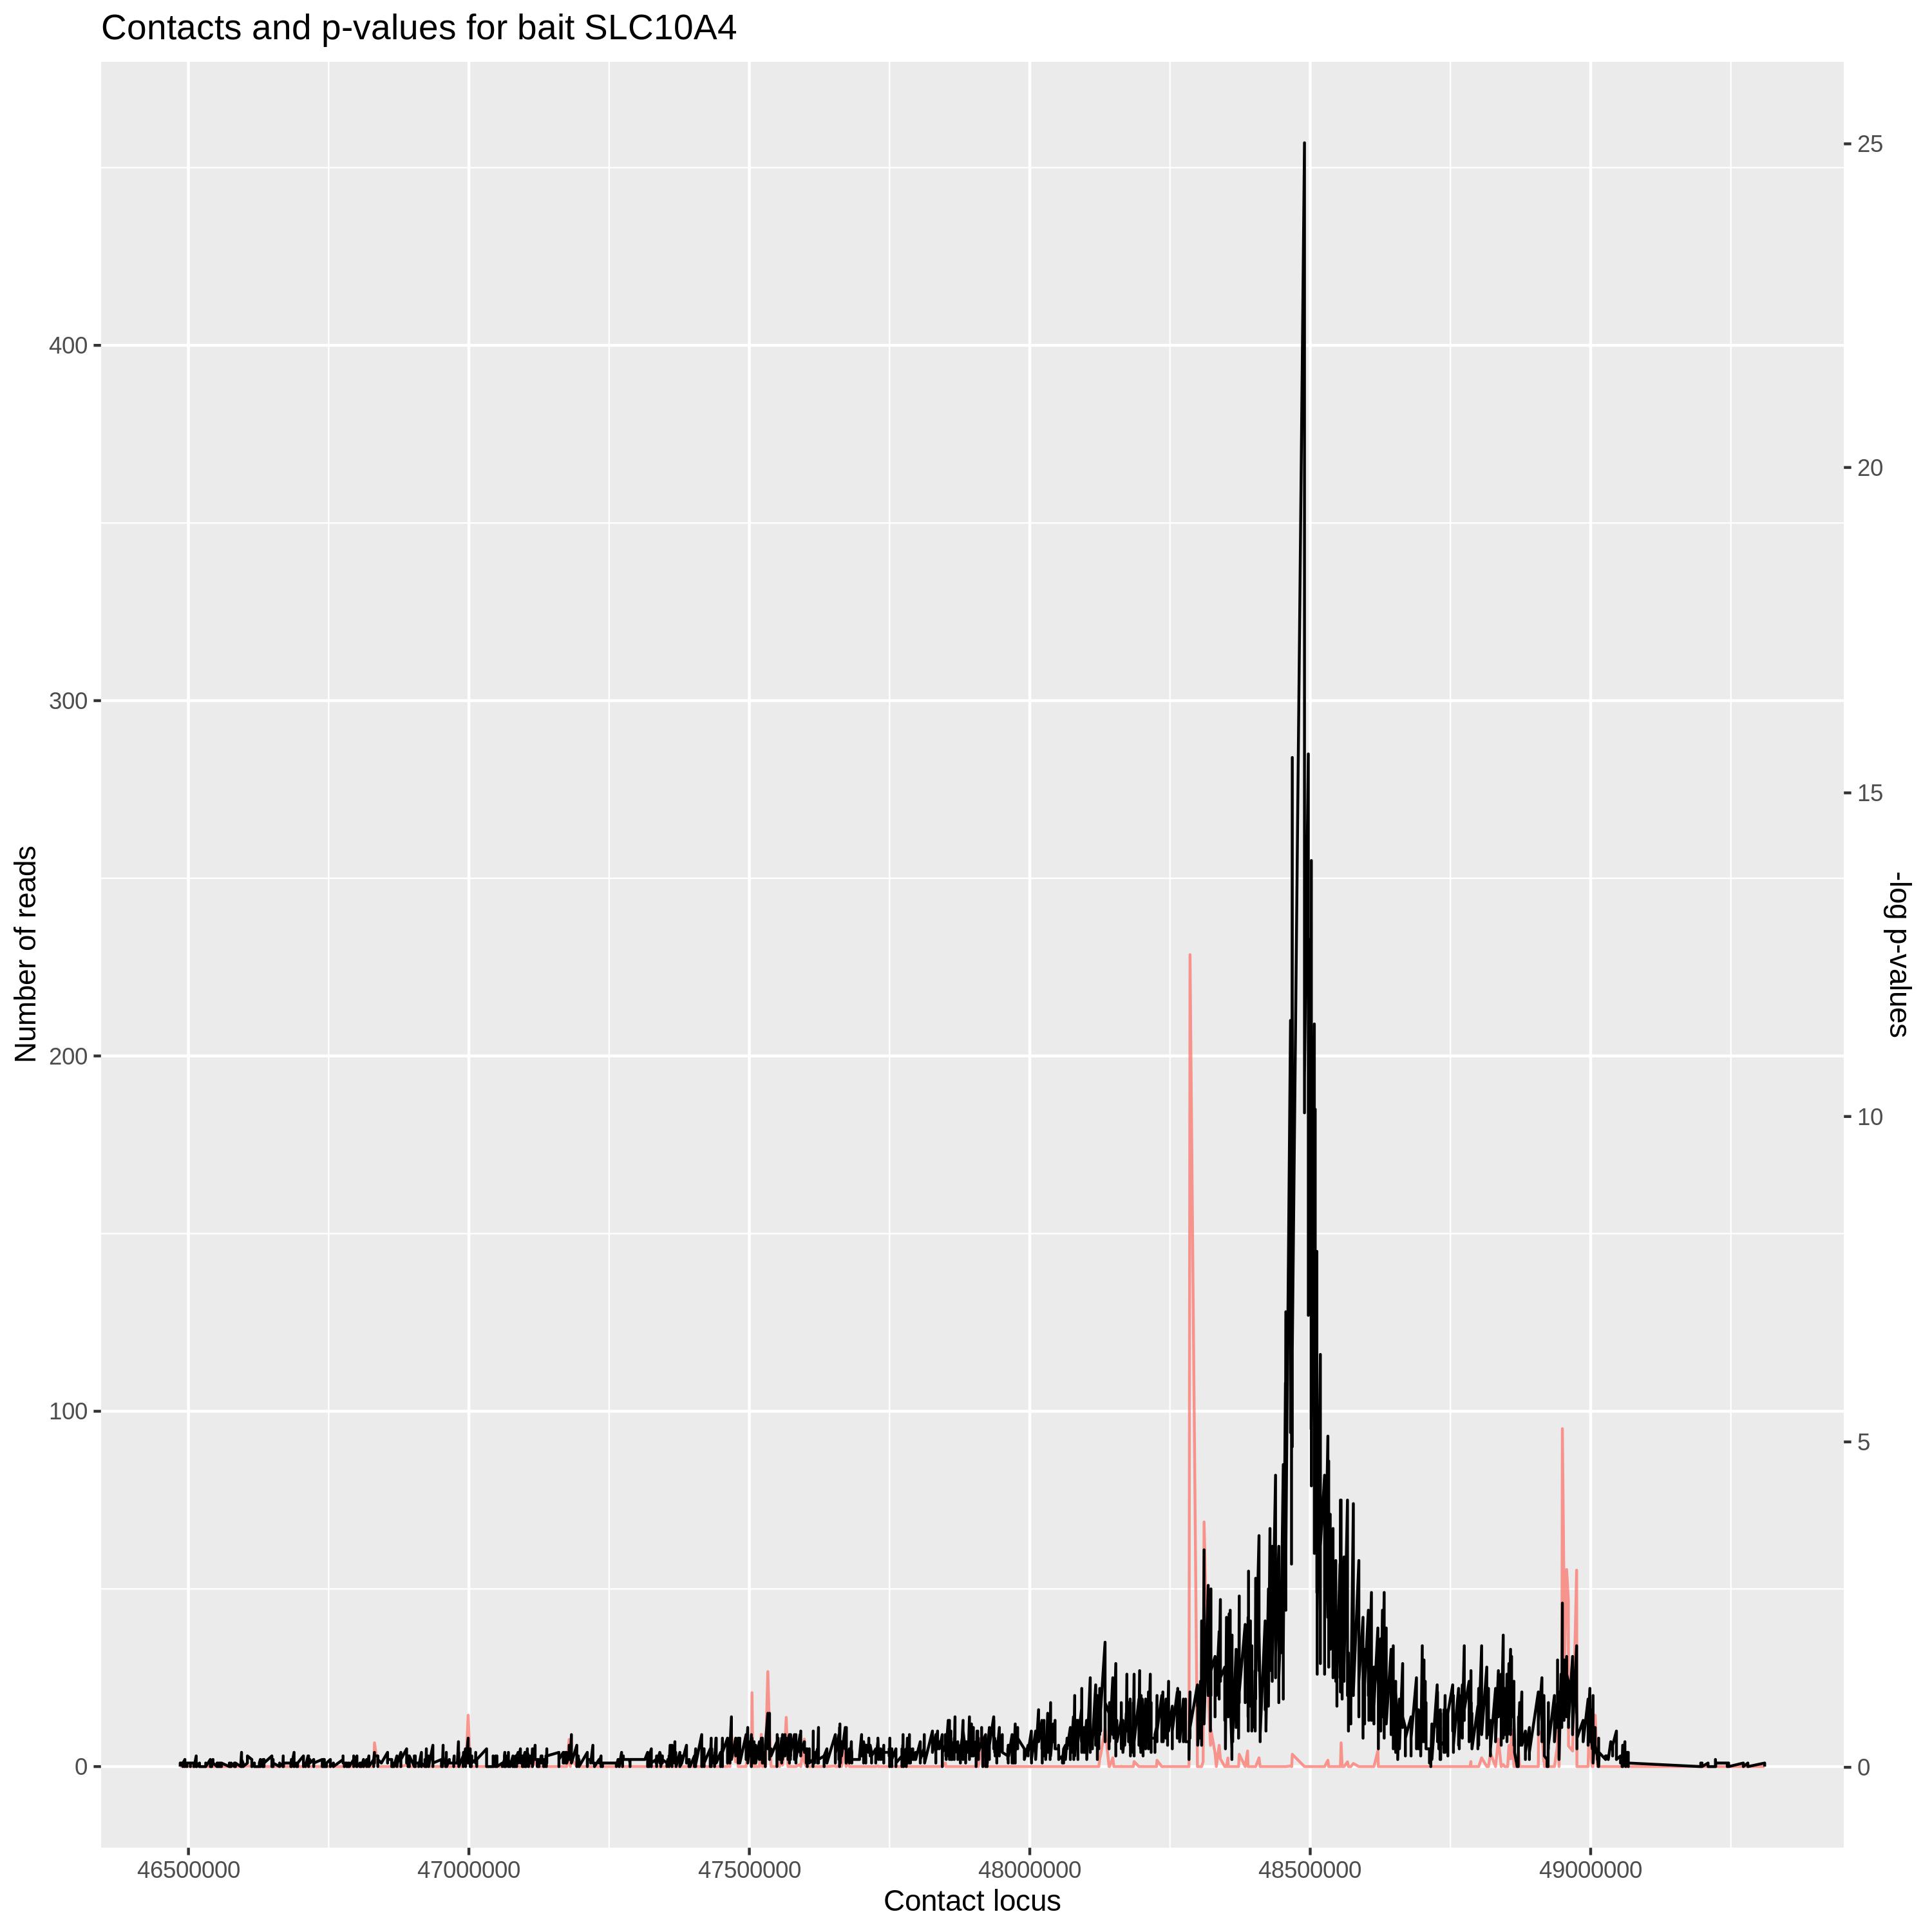 Contacts and p-values for bait SLC10A4
Number of reads
400
300
200
100
0
25
20
15
10
5
0
-log p-values
46500000 47000000 47500000 48000000 48500000 49000000
Contact locus